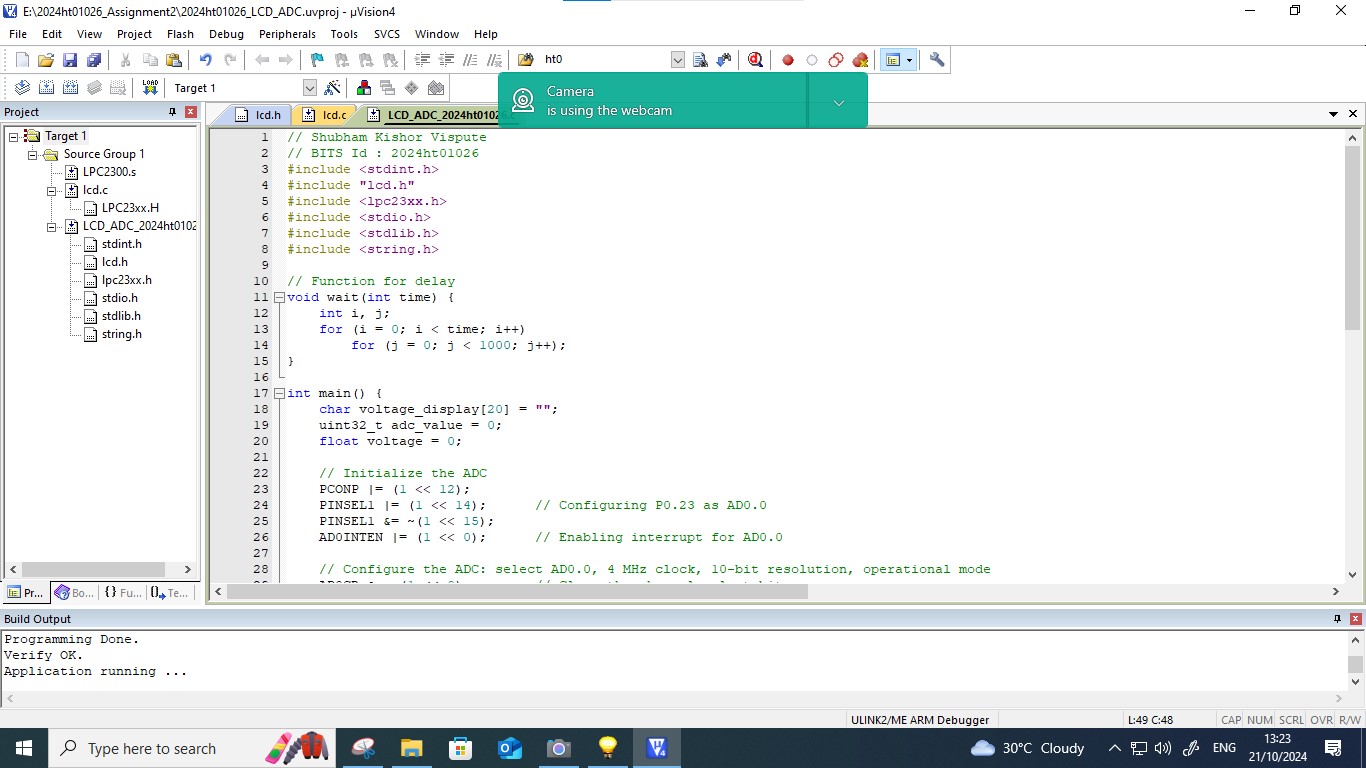 E:\2024ht01026_Assignment2\2024ht01026_LCD_ADC.uvproj - µVision4
File Edit View Project Flash Debug Peripherals Tools SVCS Window Help
ht0
LOAD Target 1
Camera
is using the webcam
Project
lcd.h lcd.c LCD_ADC_2024ht01026.c
Target 1
Source Group 1
LPC2300.s
lcd.c
LPC23xx.H
LCD_ADC_2024ht0102
stdint.h
lcd.h
lpc23xx.h
stdio.h
stdlib.h
string.h
1 // Shubham Kishor Vispute
2 // BITS Id : 2024ht01026
3 #include <stdint.h>
4 #include "lcd.h"
5 #include <lpc23xx.h>
6 #include <stdio.h>
7 #include <stdlib.h>
8 #include <string.h>
9
10 // Function for delay
11 void wait(int time) {
12 int i, j;
13 for (i = 0; i < time; i++)
14 for (j = 0; j < 1000; j++);
15 }
16
17 int main() {
18 char voltage_display[20] = "";
19 uint32_t adc_value = 0;
20 float voltage = 0;
21
22 // Initialize the ADC
23 PCONP |= (1 << 12);
24 PINSEL1 |= (1 << 14); // Configuring P0.23 as AD0.0
25 PINSEL1 &= ~(1 << 15);
26 AD0INTEN |= (1 << 0); // Enabling interrupt for AD0.0
27
28 // Configure the ADC: select AD0.0, 4 MHz clock, 10-bit resolution, operational mode
Pr... Bo... {} Fu... Te...
Build Output
Programming Done.
Verify OK.
Application running ...
ULINK2/ME ARM Debugger L:49 C:48 CAP NUM SCRL OVR R/W
Type here to search
30°C Cloudy
ENG
13:23
21/10/2024